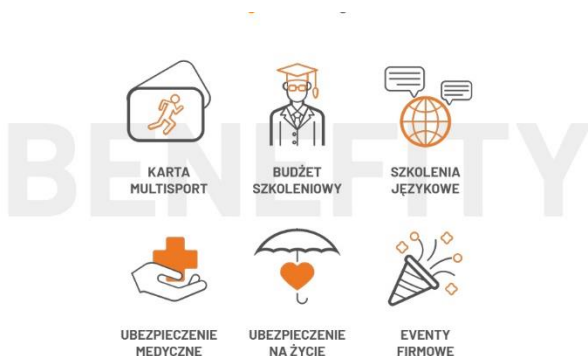 BENEFITY
KARTA
MULTISPORT
BUDŻET
SZKOLENIOWY
SZKOLENIA
JĘZYKOWE
UBEZPIECZENIE
MEDYCZNE
UBEZPIECZENIE
NA ŻYCIE
EVENTY
FIRMOWE